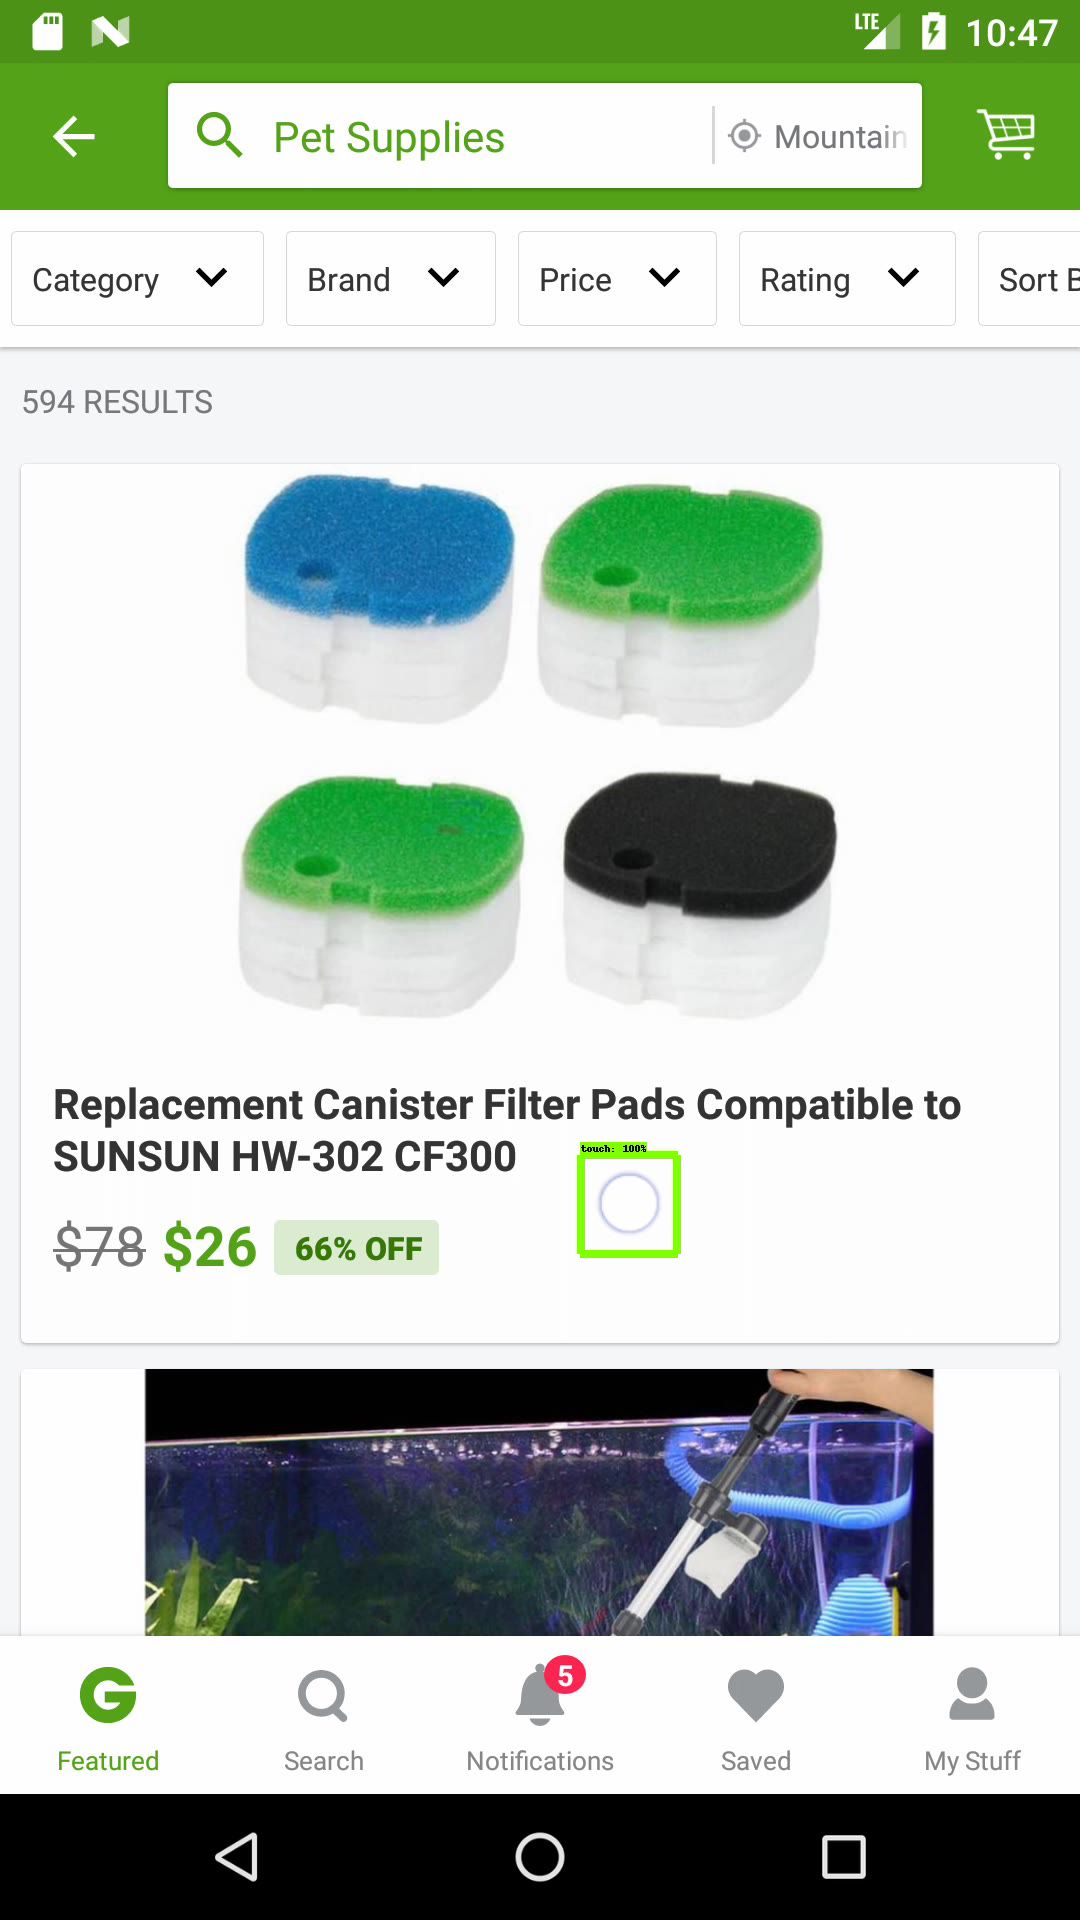 LTE 10:47
Pet Supplies Mountain
Category Brand Price Rating Sort B
594 RESULTS
Replacement Canister Filter Pads Compatible to
SUNSUN HW-302 CF300
touch: 100%
$78 $26 66% OFF
5
Featured Search Notifications Saved My Stuff